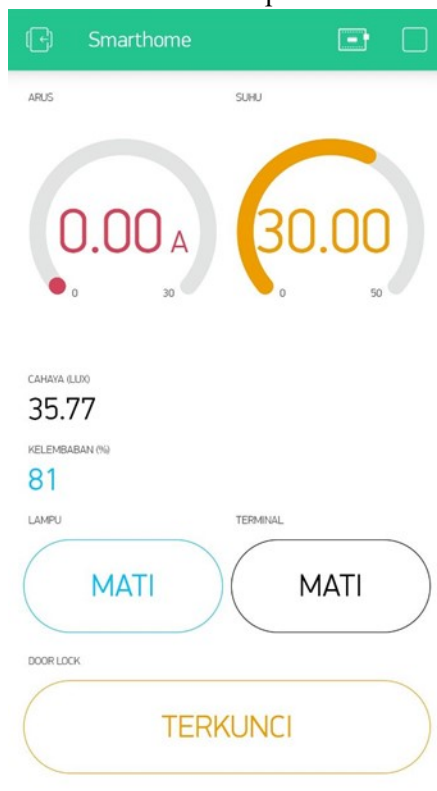 Smarthome
ARUS SUHU
0.00 A 30.00
0 30 0 50
CAHAYA (LUX)
35.77
KELEMBABAN (%)
81
LAMPU TERMINAL
MATI MATI
DOOR LOCK
TERKUNCI